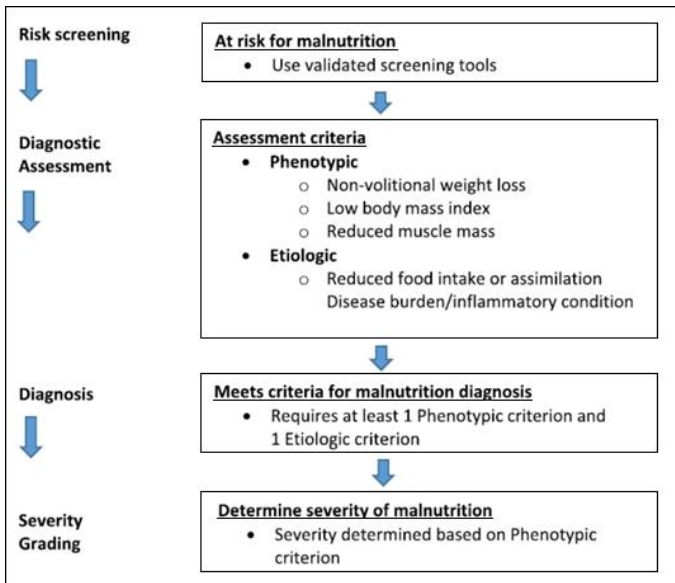 Risk screening
At risk for malnutrition
• Use validated screening tools
Diagnostic
Assessment
Assessment criteria
• Phenotypic
o Non-volitional weight loss
o Low body mass index
o Reduced muscle mass
• Etiologic
o Reduced food intake or assimilation
Disease burden/inflammatory condition
Diagnosis
Meets criteria for malnutrition diagnosis
• Requires at least 1 Phenotypic criterion and
1 Etiologic criterion
Severity
Grading
Determine severity of malnutrition
• Severity determined based on Phenotypic
criterion